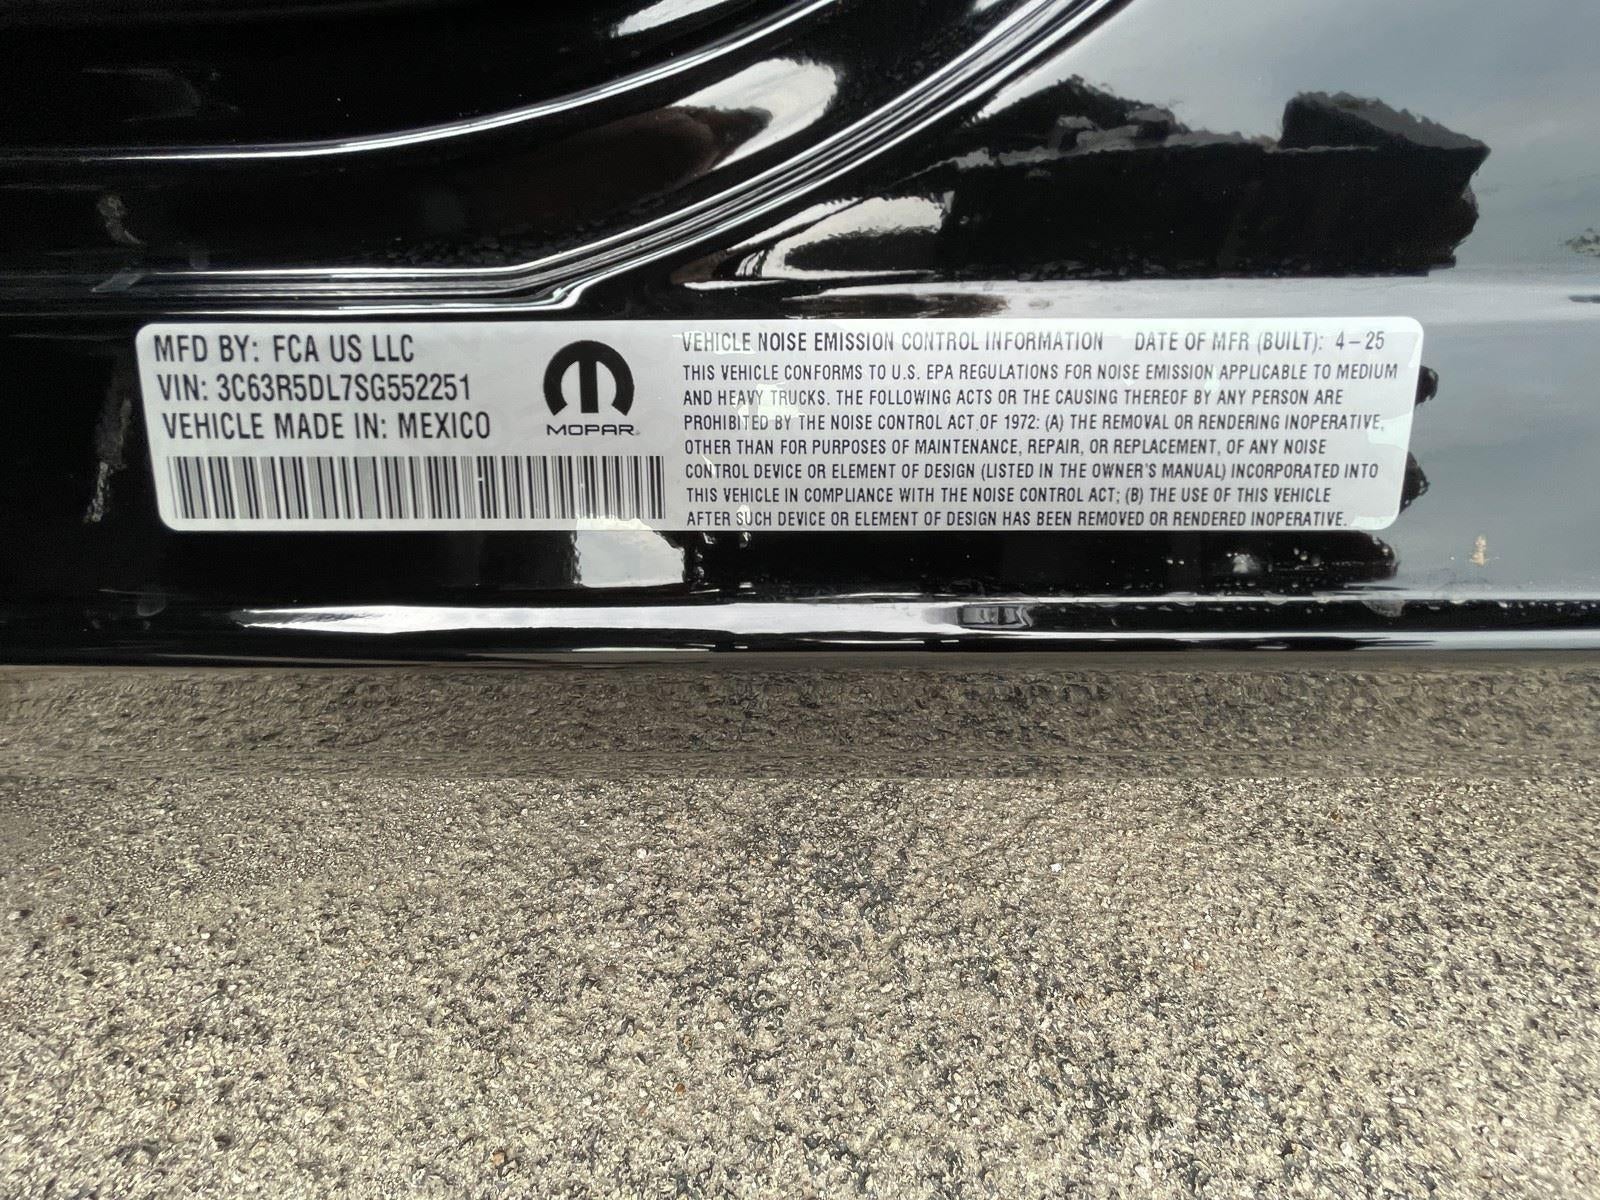 MFD BY: FCA US LLC
VIN: 3C63R5DL7SG552251
VEHICLE MADE IN: MEXICO
MOPAR®
VEHICLE NOISE EMISSION CONTROL INFORMATION DATE OF MFR (BUILT): 4-25
THIS VEHICLE CONFORMS TO U.S. EPA REGULATIONS FOR NOISE EMISSION APPLICABLE TO MEDIUM
AND HEAVY TRUCKS. THE FOLLOWING ACTS OR THE CAUSING THEREOF BY ANY PERSON ARE
PROHIBITED BY THE NOISE CONTROL ACT OF 1972: (A) THE REMOVAL OR RENDERING INOPERATIVE,
OTHER THAN FOR PURPOSES OF MAINTENANCE, REPAIR, OR REPLACEMENT, OF ANY NOISE
CONTROL DEVICE OR ELEMENT OF DESIGN (LISTED IN THE OWNER'S MANUAL) INCORPORATED INTO
THIS VEHICLE IN COMPLIANCE WITH THE NOISE CONTROL ACT; (B) THE USE OF THIS VEHICLE
AFTER SUCH DEVICE OR ELEMENT OF DESIGN HAS BEEN REMOVED OR RENDERED INOPERATIVE.